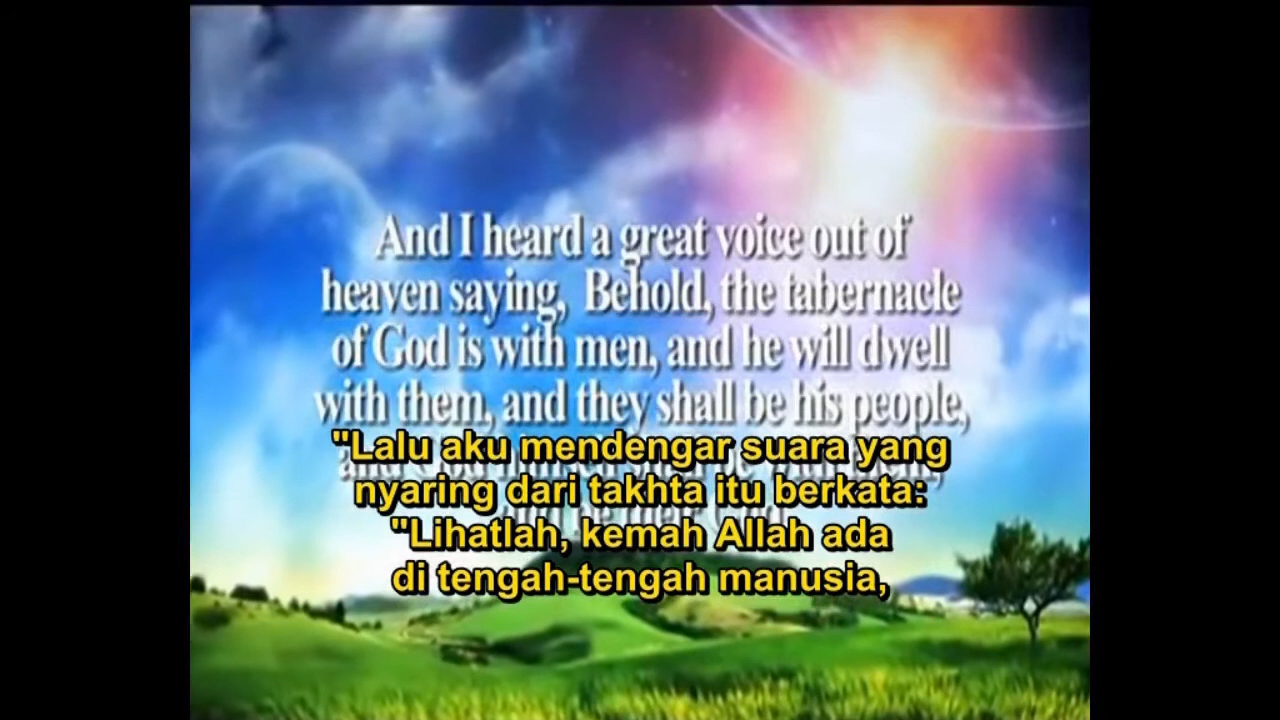 And I heard a great voice out of
heaven saying, Behold, the tabernacle
of God is with men, and he will dwell
with them, and they shall be his people,
"Lalu aku mendengar suara yang
nyaring dari takhta itu berkata:
"Lihatlah, kemah Allah ada
di tengah-tengah manusia,